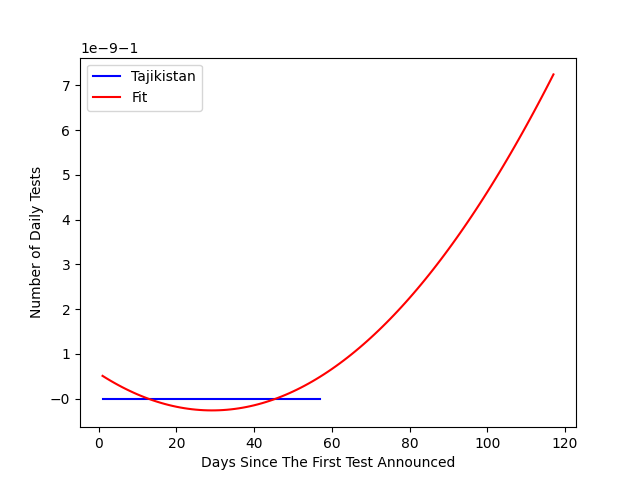 1e−9−1
Tajikistan
Fit
Number of Daily Tests
7
6
5
4
3
2
1
−0
0 20 40 60 80 100 120
Days Since The First Test Announced